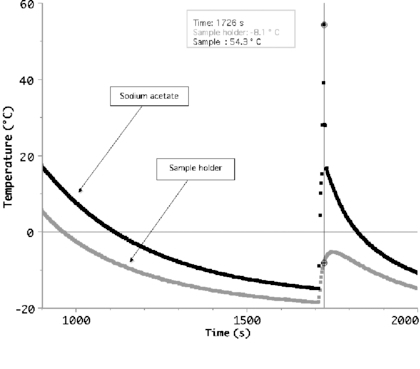 60
Time: 1726 s
Sample holder: -8.1 ° C
Sample : 54.3 ° C
40
Sodium acetate
20
Sample holder
0
-20
Temperature (°C)
1000
1500
2000
Time (s)